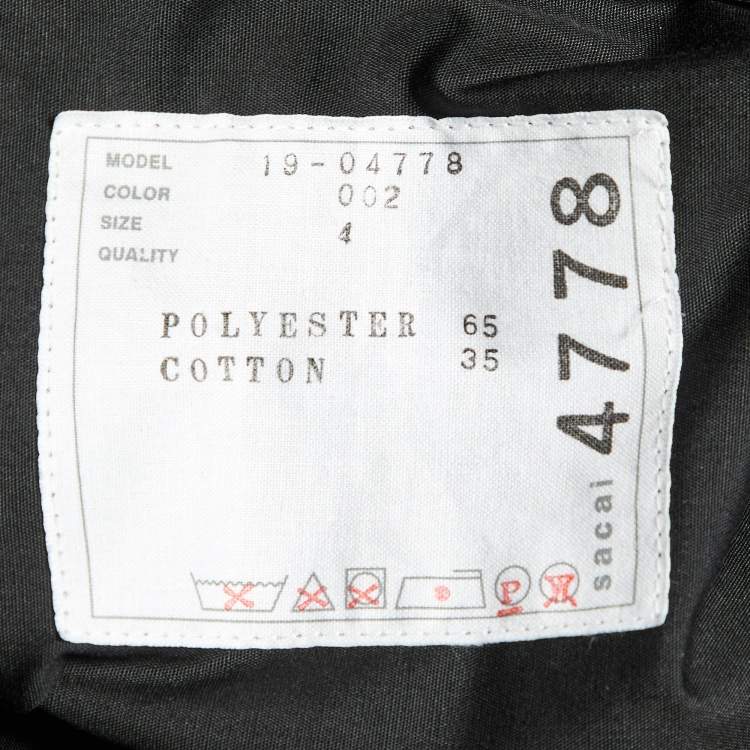 MODEL 19-04778
COLOR 002
SIZE 4
QUALITY
POLYESTER 65
COTTON 35
P
W
sacai 4778